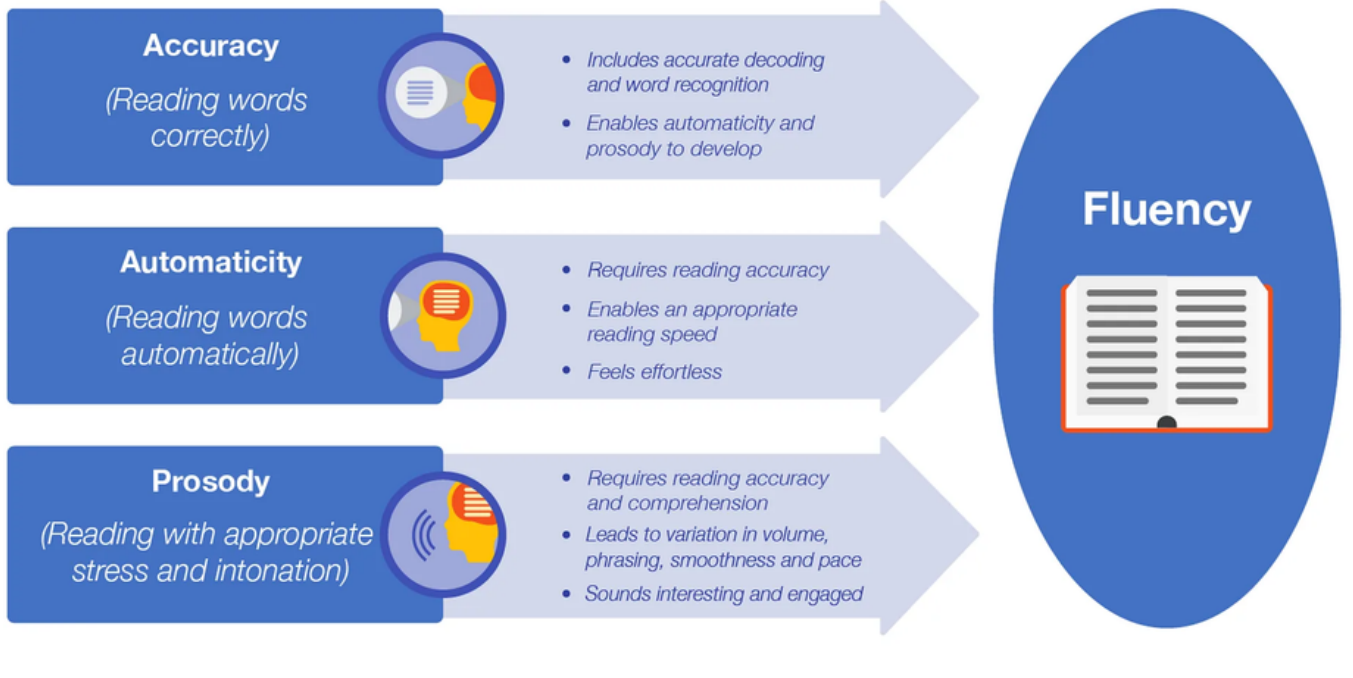 Accuracy
(Reading words
correctly)
• Includes accurate decoding
and word recognition
• Enables automaticity and
prosody to develop
Automaticity
(Reading words
automatically)
• Requires reading accuracy
• Enables an appropriate
reading speed
• Feels effortless
Prosody
(Reading with appropriate
stress and intonation)
• Requires reading accuracy
and comprehension
• Leads to variation in volume,
phrasing, smoothness and pace
• Sounds interesting and engaged
Fluency